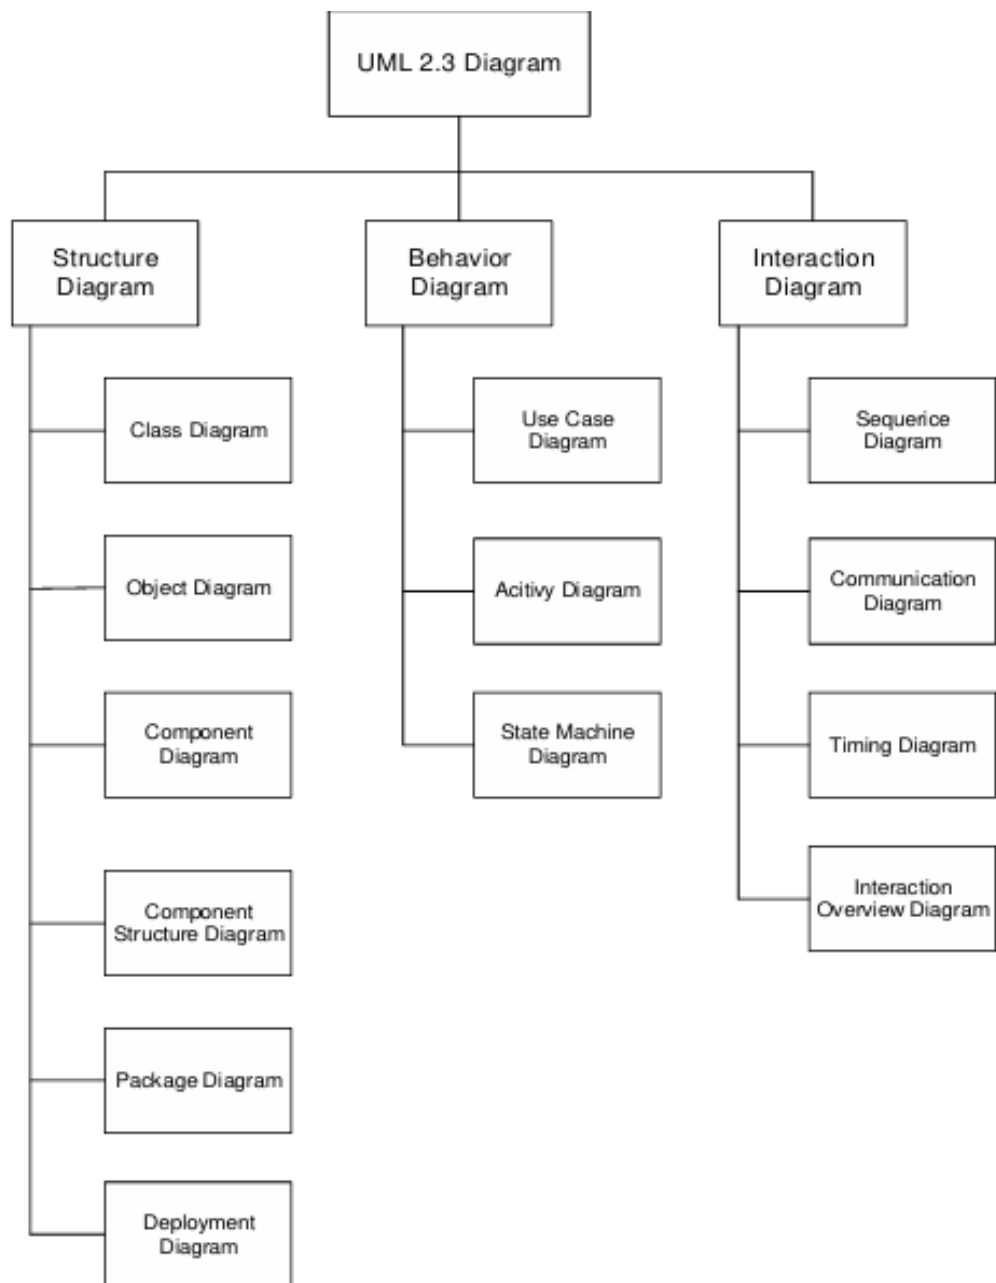 UML 2.3 Diagram
Structure
Diagram
Behavior
Diagram
Interaction
Diagram
Class Diagram
Object Diagram
Component
Diagram
Component
Structure Diagram
Package Diagram
Deployment
Diagram
Use Case
Diagram
Acitivy Diagram
State Machine
Diagram
Sequerice
Diagram
Communication
Diagram
Timing Diagram
Interaction
Overview Diagram